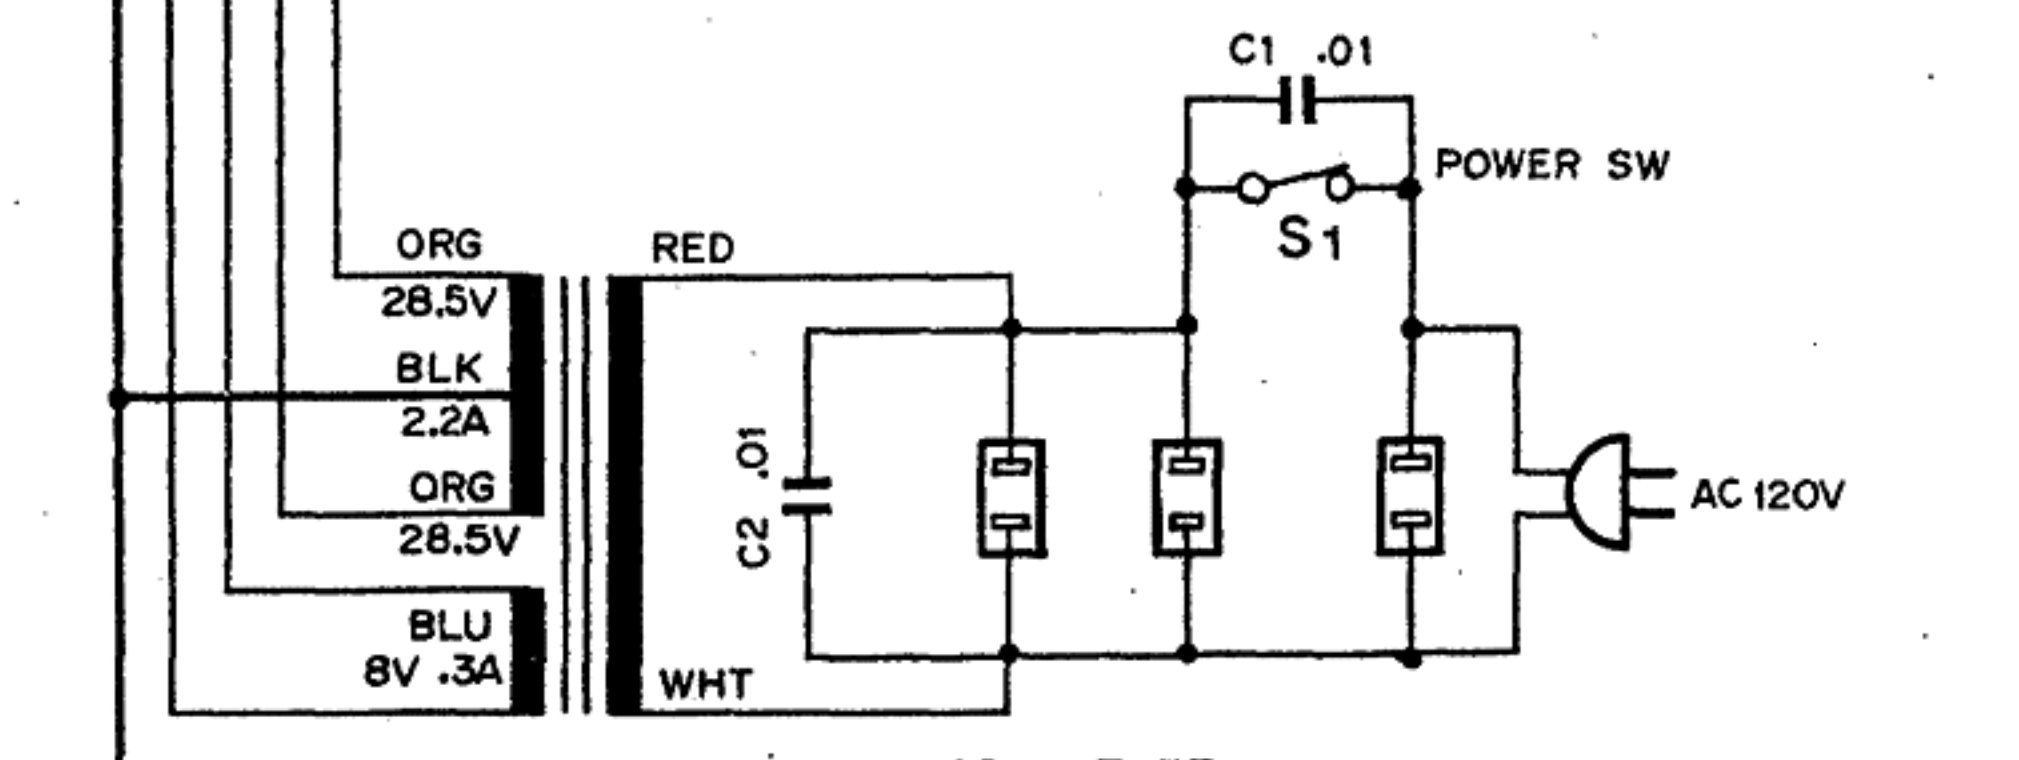 C1 .01
POWER SW
S1
ORG
28.5V
RED
BLK
2.2A
ORG
28.5V
C2 .01
AC 120V
BLU
8V .3A
WHT